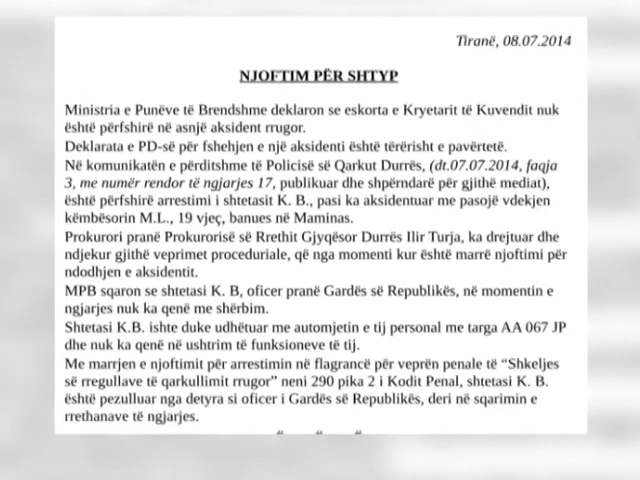 Tiranë, 08.07.2014
NJOFTIM PËR SHTYP
Ministria e Punëve të Brendshme deklaron se eskorta e Kryetarit të Kuvendit nuk
është përfshirë në asnjë aksident rrugor.
Deklarata e PD-së për fshehjen e një aksidenti është tërërisht e pavërtetë.
Në komunikatën e përditshme të Policisë së Qarkut Durrës, (dt.07.07.2014, faqja
3, me numër rendor të ngjarjes 17, publikuar dhe shpërndarë për gjithë mediat),
është përfshirë arrestimi i shtetasit K. B., pasi ka aksidentuar me pasojë vdekjen
këmbësorin M.L., 19 vjeç, banues në Maminas.
Prokurori pranë Prokurorisë së Rrethit Gjyqësor Durrës Ilir Turja, ka drejtuar dhe
ndjekur gjithë veprimet proceduriale, që nga momenti kur është marrë njoftimi për
ndodhjen e aksidentit.
MPB sqaron se shtetasi K. B, oficer pranë Gardës së Republikës, në momentin e
ngjarjes nuk ka qenë me shërbim.
Shtetasi K.B. ishte duke udhëtuar me automjetin e tij personal me targa AA 067 JP
dhe nuk ka qenë në ushtrim të funksioneve të tij.
Me marrjen e njoftimit për arrestimin në flagrancë për veprën penale të “Shkeljes
së rregullave të qarkullimit rrugor” neni 290 pika 2 i Kodit Penal, shtetasi K. B.
është pezulluar nga detyra si oficer i Gardës së Republikës, deri në sqarimin e
rrethanave të ngjarjes.